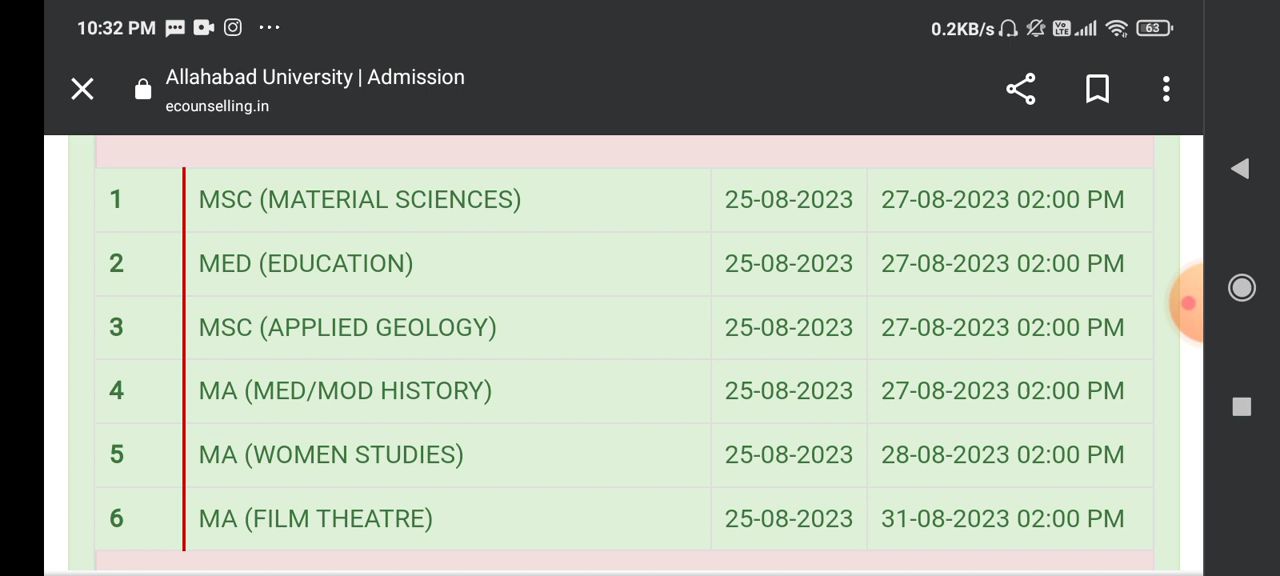 10:32 PM ... 0.2KB/s Vo LTE 63
Allahabad University | Admission
ecounselling.in
1 MSC (MATERIAL SCIENCES) 25-08-2023 27-08-2023 02:00 PM
2 MED (EDUCATION) 25-08-2023 27-08-2023 02:00 PM
3 MSC (APPLIED GEOLOGY) 25-08-2023 27-08-2023 02:00 PM
4 MA (MED/MOD HISTORY) 25-08-2023 27-08-2023 02:00 PM
5 MA (WOMEN STUDIES) 25-08-2023 28-08-2023 02:00 PM
6 MA (FILM THEATRE) 25-08-2023 31-08-2023 02:00 PM